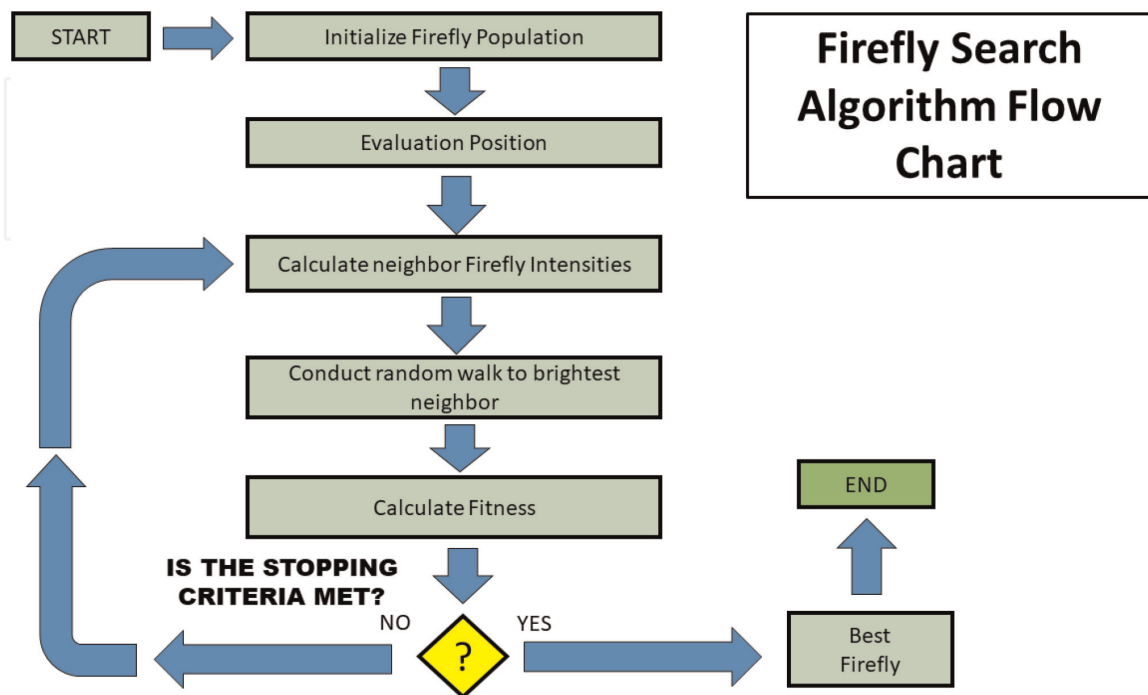 START
Initialize Firefly Population
Firefly Search
Algorithm Flow
Chart
Evaluation Position
Calculate neighbor Firefly Intensities
Conduct random walk to brightest
neighbor
Calculate Fitness
END
IS THE STOPPING
CRITERIA MET?
NO
?
YES
Best
Firefly